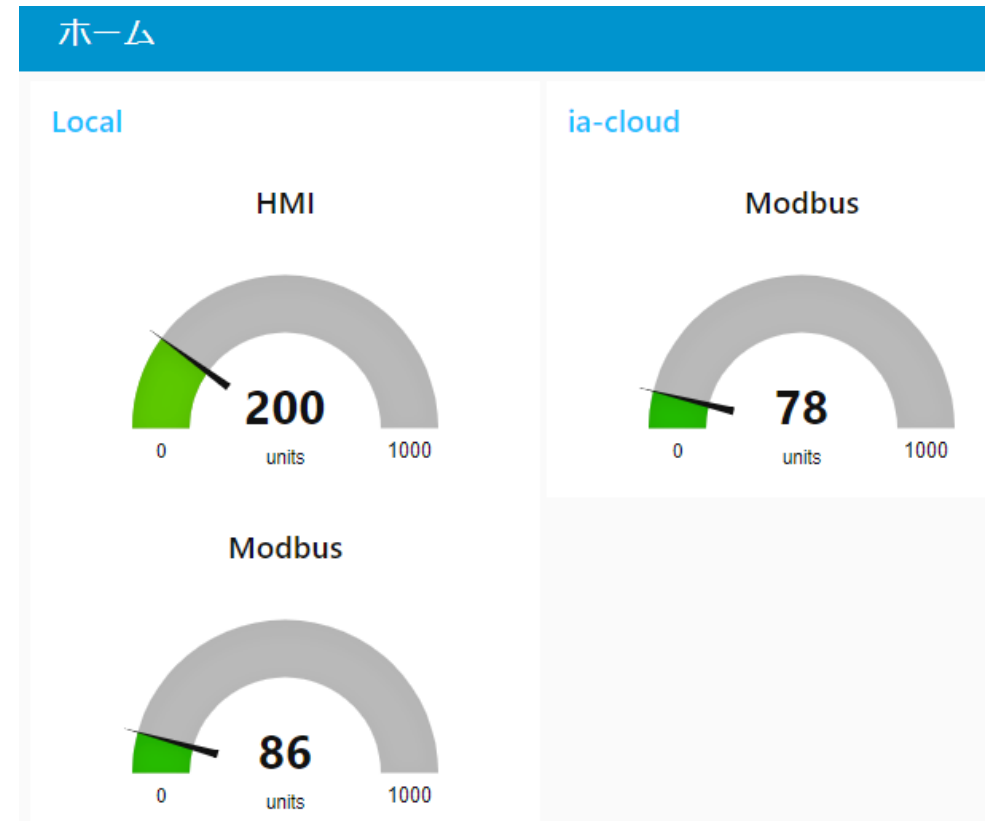 ホーム
Local
HMI
200
0
units
1000
Modbus
86
0
units
1000
ia-cloud
Modbus
78
0
units
1000